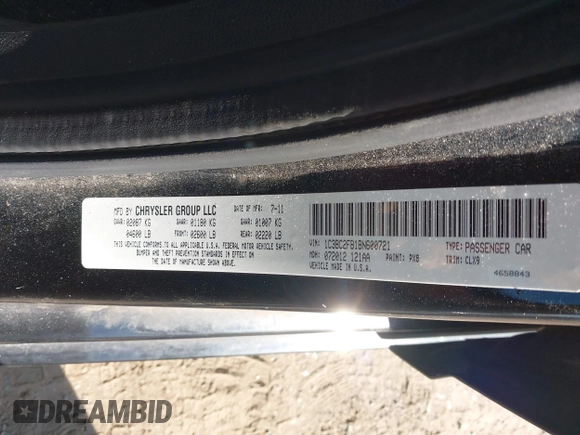 MFD BY CHRYSLER GROUP LLC DATE OF MFR: 7-11
GVWR: 02087 KG GAWR: 01180 KG GAWR: 01007 KG
04600 LB FRONT: 02600 LB REAR: 02220 LB
THIS VEHICLE CONFORMS TO ALL APPLICABLE U.S.A. FEDERAL MOTOR VEHICLE SAFETY,
BUMPER AND THEFT PREVENTION STANDARDS IN EFFECT ON
THE DATE OF MANUFACTURE SHOWN ABOVE.
1C3BC2FB1BN600721 TYPE: PASSENGER CAR
MDH: 072012 121AA PAINT: PX8 TRIM: CLX9
VEHICLE MADE IN U.S.A. 4658843
DREAMBID